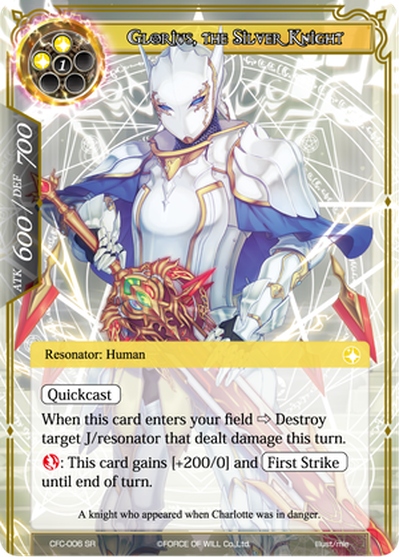 Glorius, the Silver Knight
1
ATK 600 / DEF 700
Resonator: Human
Quickcast
When this card enters your field ⇨ Destroy
target J/resonator that dealt damage this turn.
: This card gains [+200/0] and First Strike
until end of turn.
A knight who appeared when Charlotte was in danger.
CFC-006 SR ©FORCE OF WILL Co.,Ltd. Illust/mle